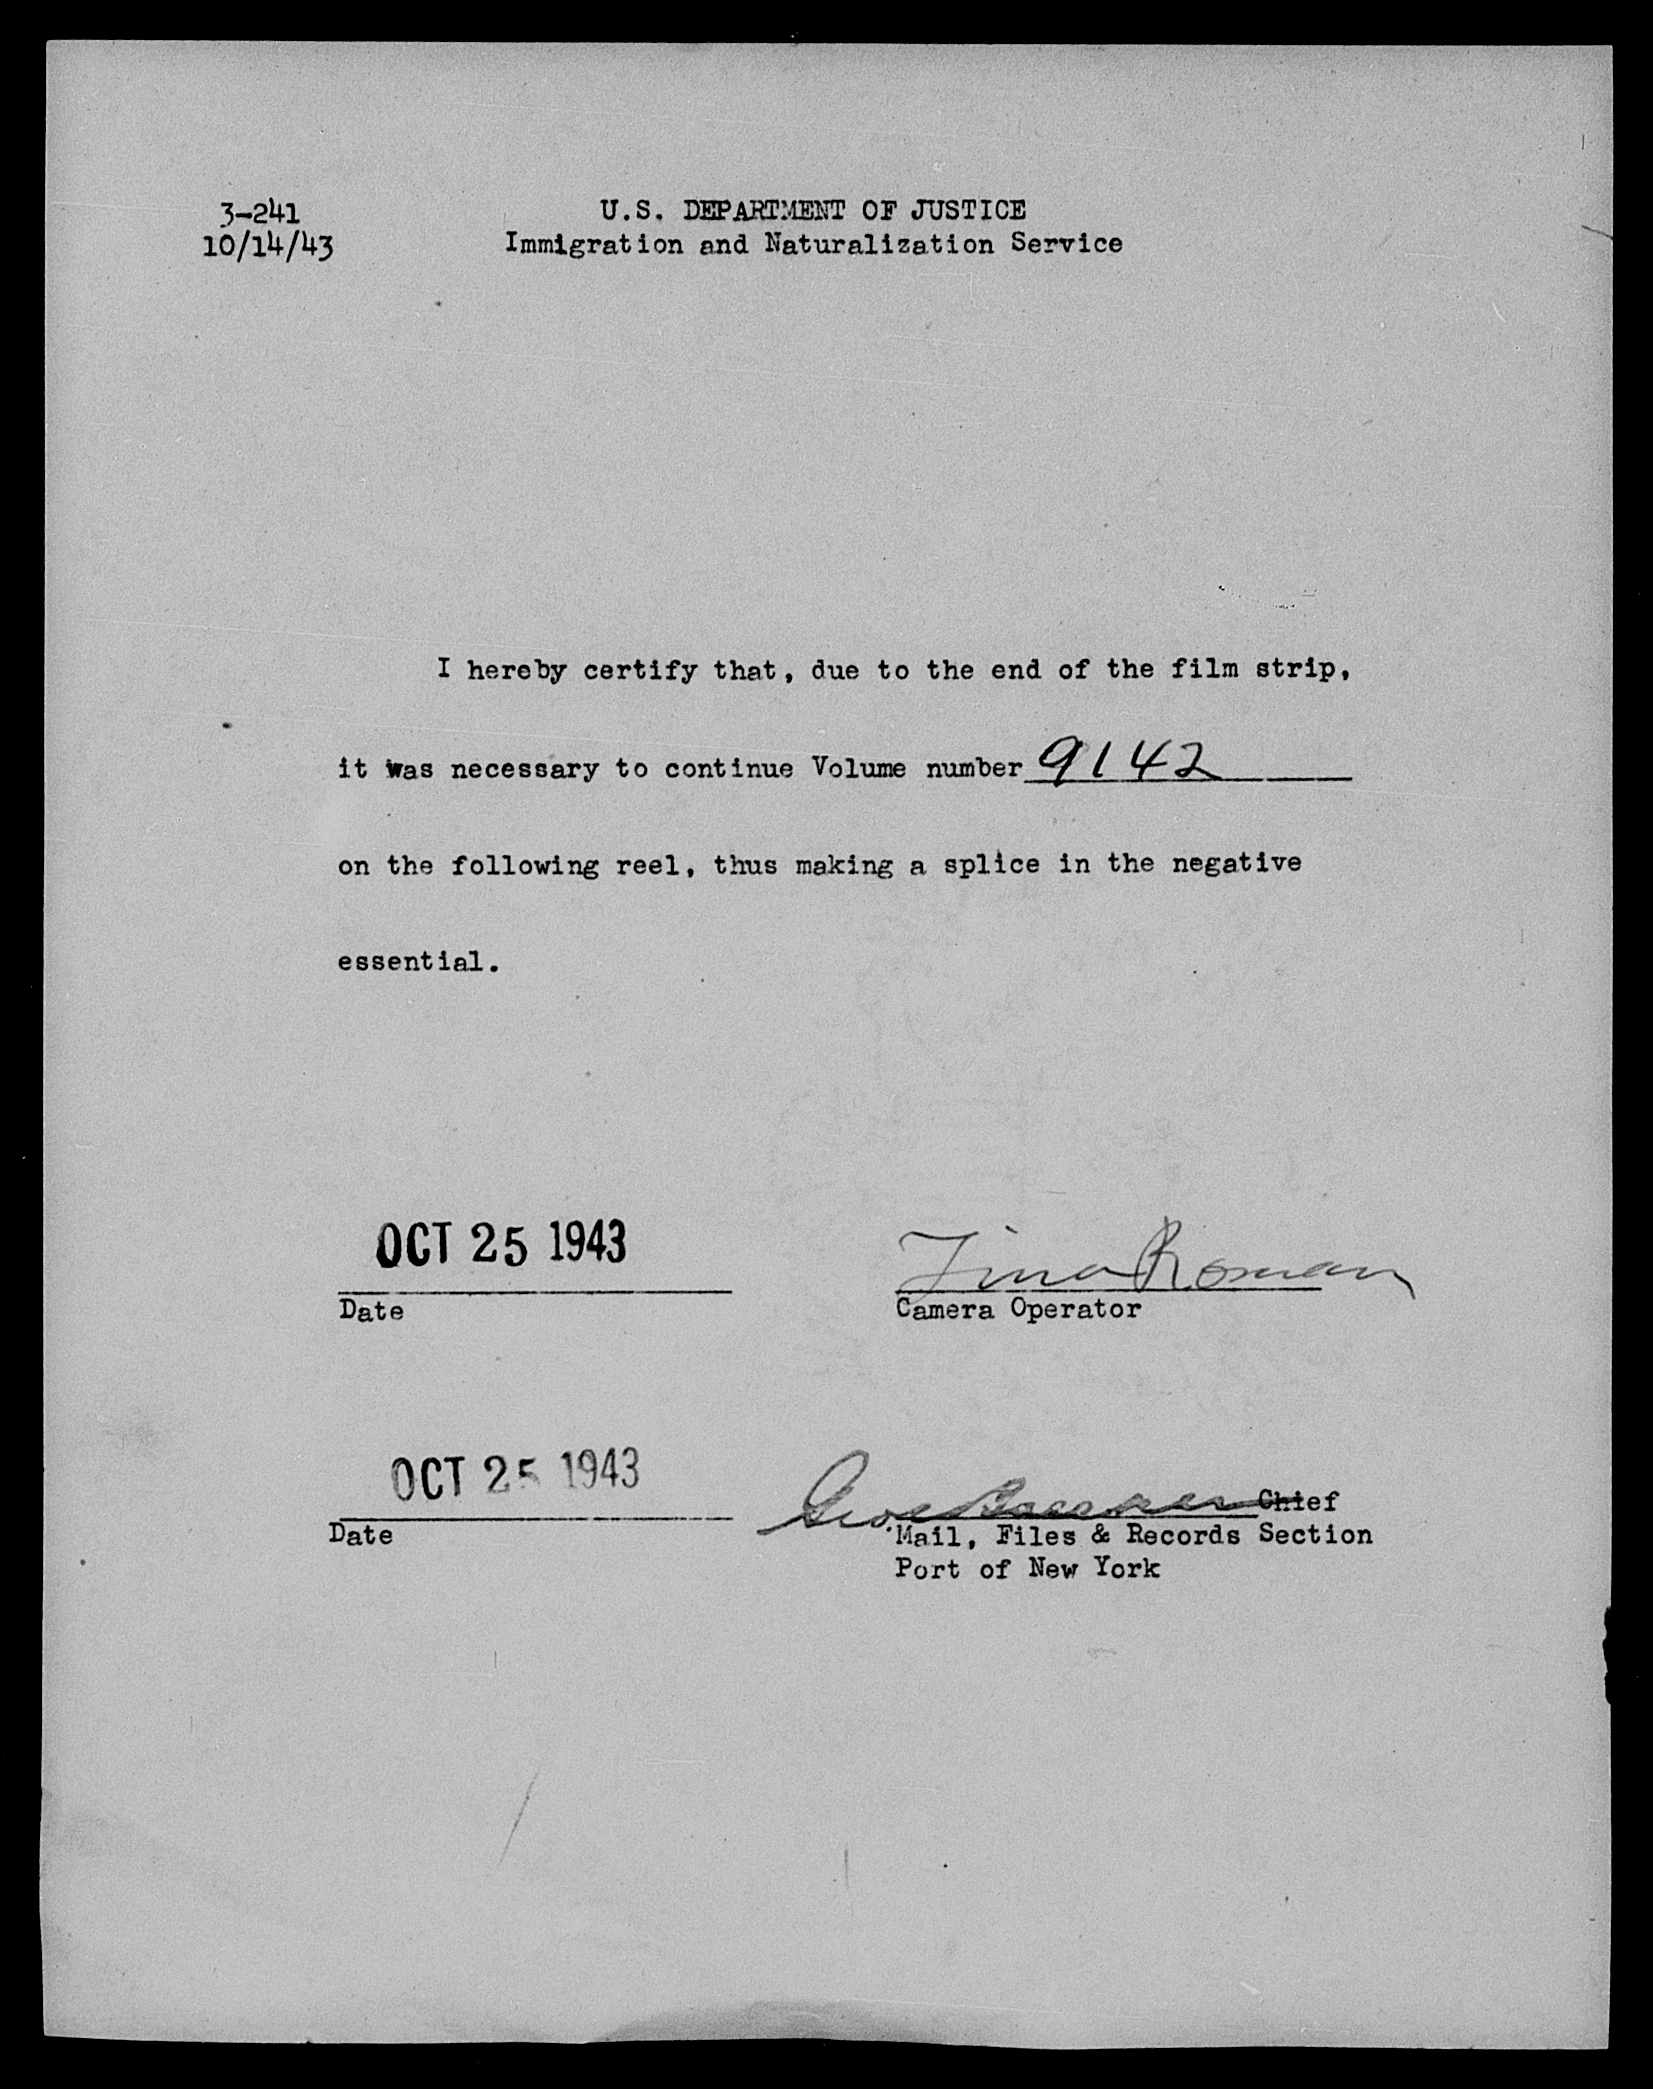 3-241
10/14/43
U.S. DEPARTMENT OF JUSTICE
Immigration and Naturalization Service
I hereby certify that, due to the end of the film strip,
it was necessary to continue Volume number 9142
on the following reel, thus making a splice in the negative
essential.
OCT 25 1943
Tina Roman
Date
Camera Operator
OCT 25 1943
Chief
Date
Mail, Files & Records Section
Port of New York